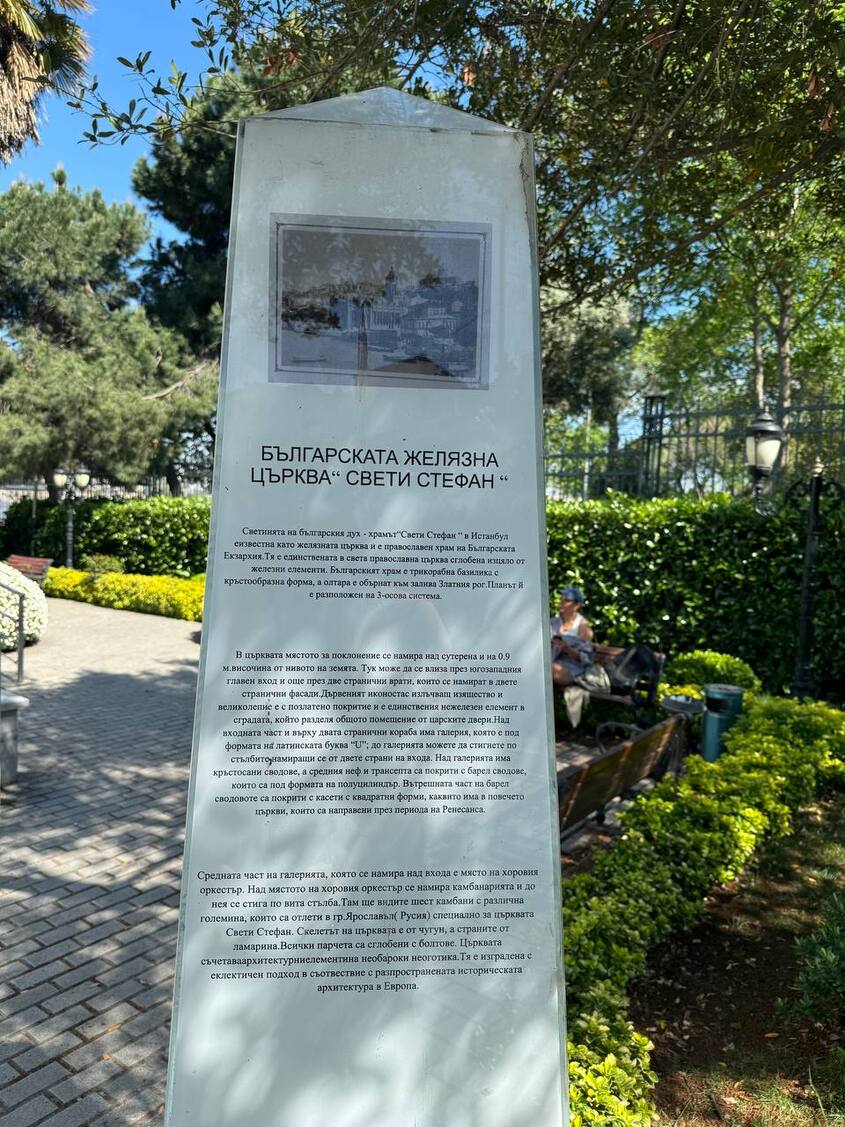 БЪЛГАРСКАТА ЖЕЛЯЗНА
ЦЪРКВА“ СВЕТИ СТЕФАН “
Светинята на българския дух - храмът“Свети Стефан “ в Истанбул
еизвестна като желязната църква и е православен храм на Българската
Екзархия.Тя е единствената в света православна църква сглобена изцяло от
железни елементи. Българският храм е трикорабна базилика с
кръстообразна форма, а олтара е обърнат към залива Златния рог.Планът й
е разположен на 3-осова система.
В църквата мястото за поклонение се намира над сутерена и на 0.9
м.височина от нивото на земята. Тук може да се влиза през югозападния
главен вход и още през две странични врати, които се намират в двете
странични фасади.Дървеният иконостас излъчващ изящество и
великолепие е с позлатено покритие и е единствения нежелезен елемент в
сградата, който разделя общото помещение от царските двери.Над
входната част и върху двата странични кораба има галерия, която е под
формата на латинската буква “U”; до галерията можете да стигнете по
стълбите,намиращи се от двете страни на входа. Над галерията има
кръстосани сводове, а средния неф и трансепта са покрити с барел сводове,
които са под формата на полуцилиндър. Вътрешната част на барел
сводовоте са покрити с касети с квадратни форми, каквито има в повечето
църкви, които са направени през периода на Ренесанса.
Средната част на галерията, която се намира над входа е място на хоровия
оркестър. Над мястото на хоровия оркестър се намира камбанарията и до
нея се стига по вита стълба.Там ще видите шест камбани с различна
големина, които са отлети в гр.Ярославъл( Русия) специално за църквата
Свети Стефан. Скелетът на църквата е от чугун, а страните от
ламарина.Всички парчета са сглобени с болтове. Църквата
съчетаваархитектурниелементина необароки неоготика.Тя е изградена с
еклектичен подход в съотвествие с разпространената историческата
архитектура в Европа.